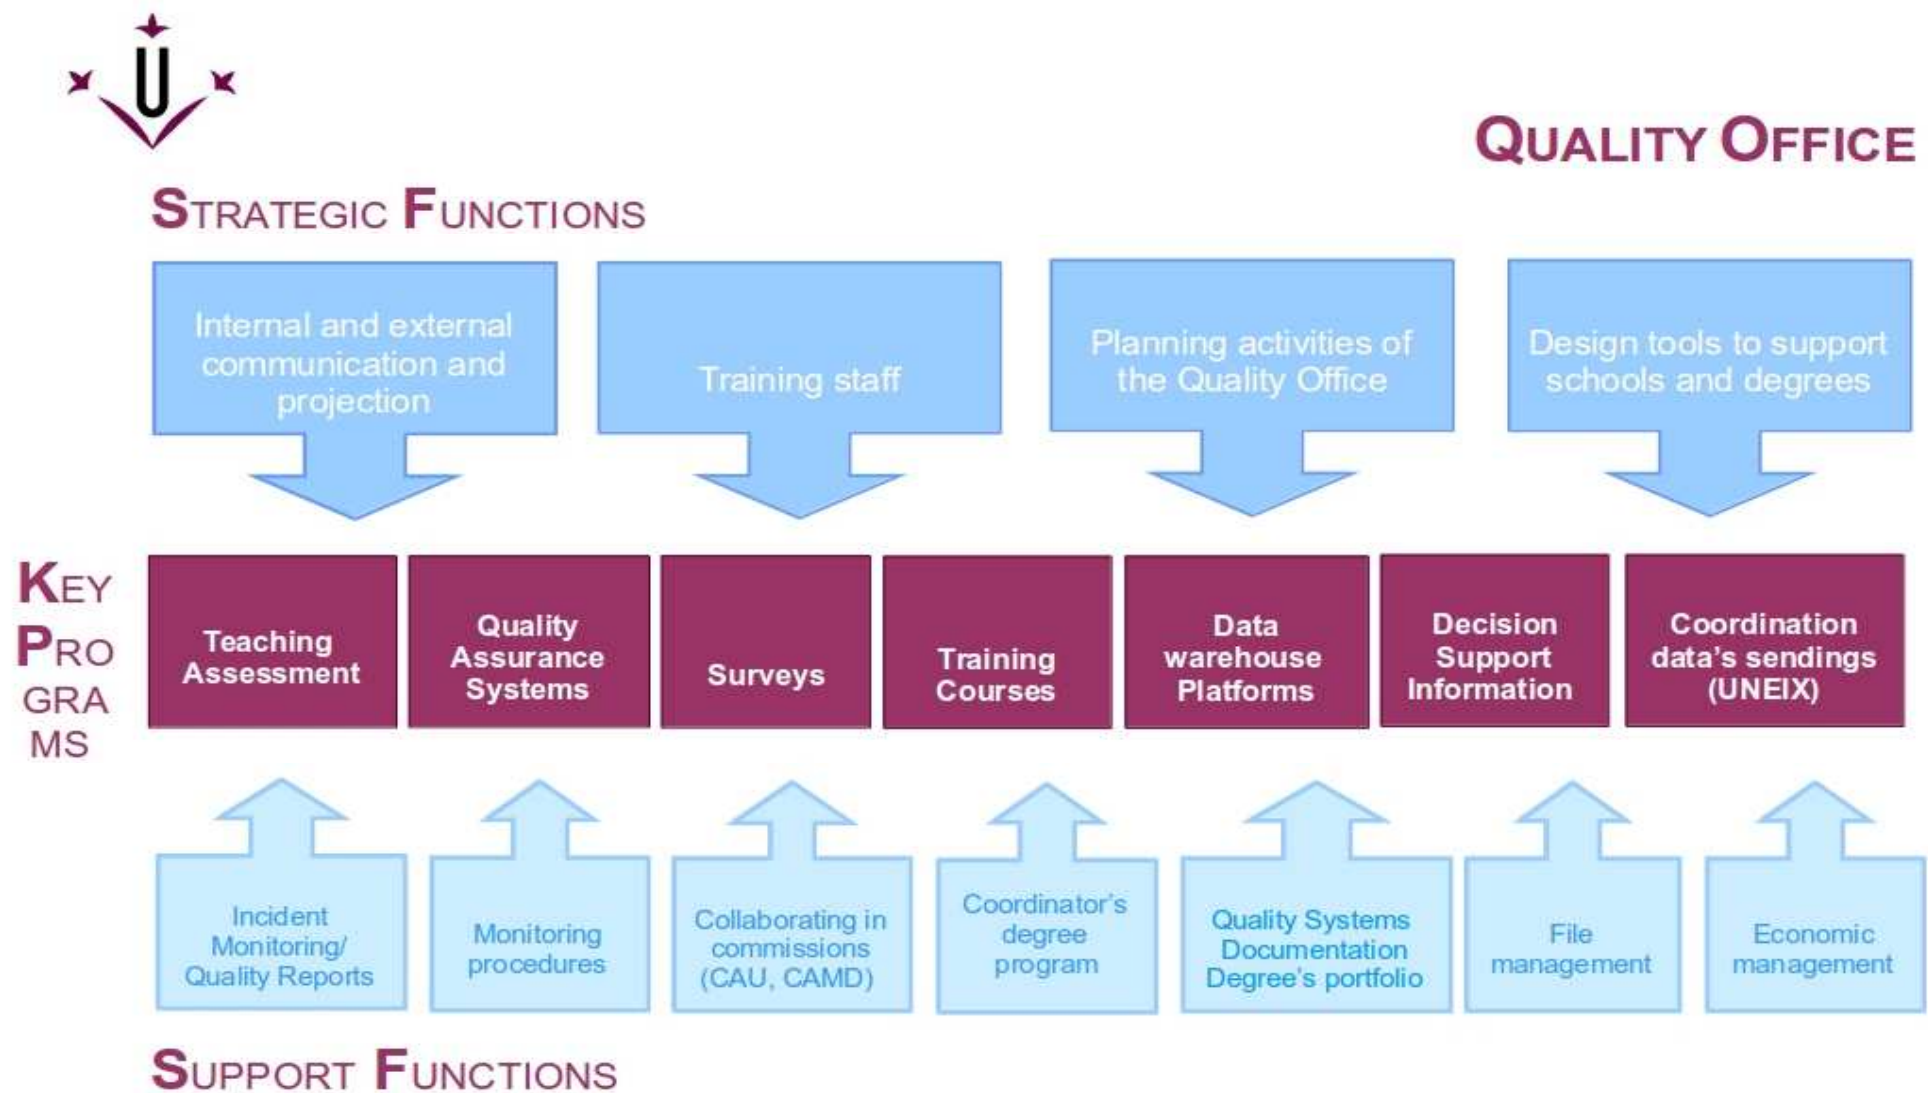 U
QUALITY OFFICE
STRATEGIC FUNCTIONS
Internal and external
communication and
projection
Training staff
Planning activities of
the Quality Office
Design tools to support
schools and degrees
KEY
PRO
GRA
MS
Teaching
Assessment
Quality
Assurance
Systems
Surveys
Training
Courses
Data
warehouse
Platforms
Decision
Support
Information
Coordination
data's sendings
(UNEIX)
Incident
Monitoring/
Quality Reports
Monitoring
procedures
Collaborating in
commissions
(CAU, CAMD)
Coordinator's
degree
program
Quality Systems
Documentation
Degree's portfolio
File
management
Economic
management
SUPPORT FUNCTIONS